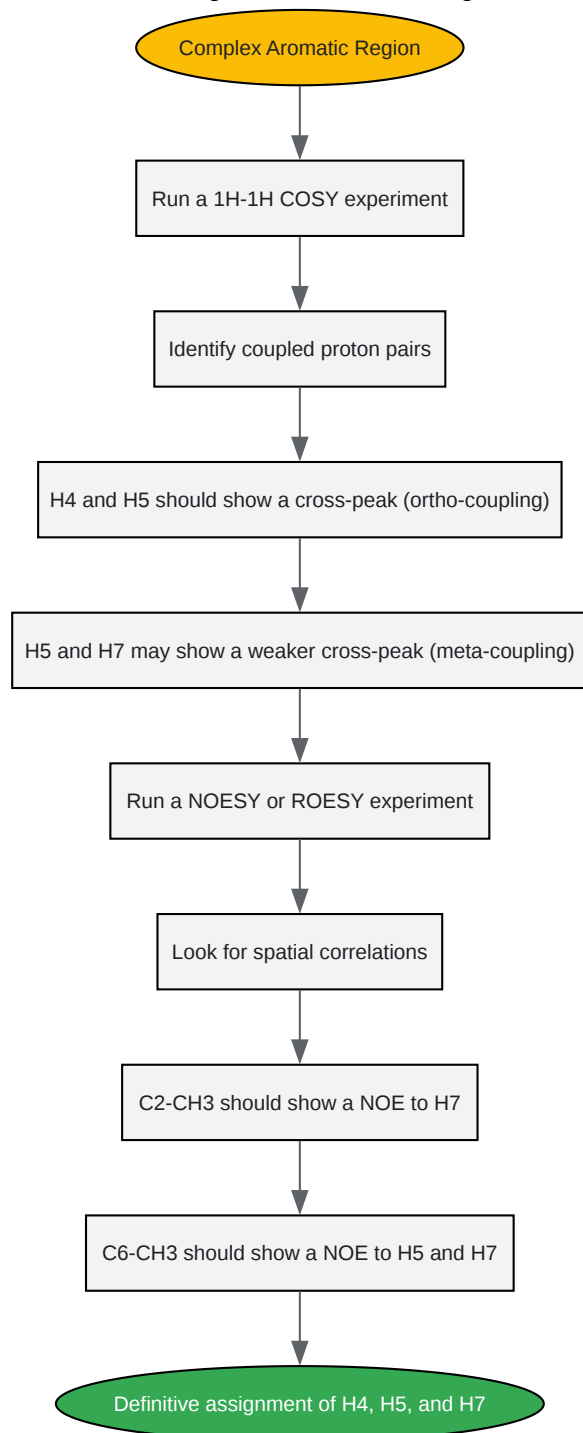 Complex Aromatic Region
Run a 1H-1H COSY experiment
Identify coupled proton pairs
H4 and H5 should show a cross-peak (ortho-coupling)
H5 and H7 may show a weaker cross-peak (meta-coupling)
Run a NOESY or ROESY experiment
Look for spatial correlations
C2-CH3 should show a NOE to H7
C6-CH3 should show a NOE to H5 and H7
Definitive assignment of H4, H5, and H7